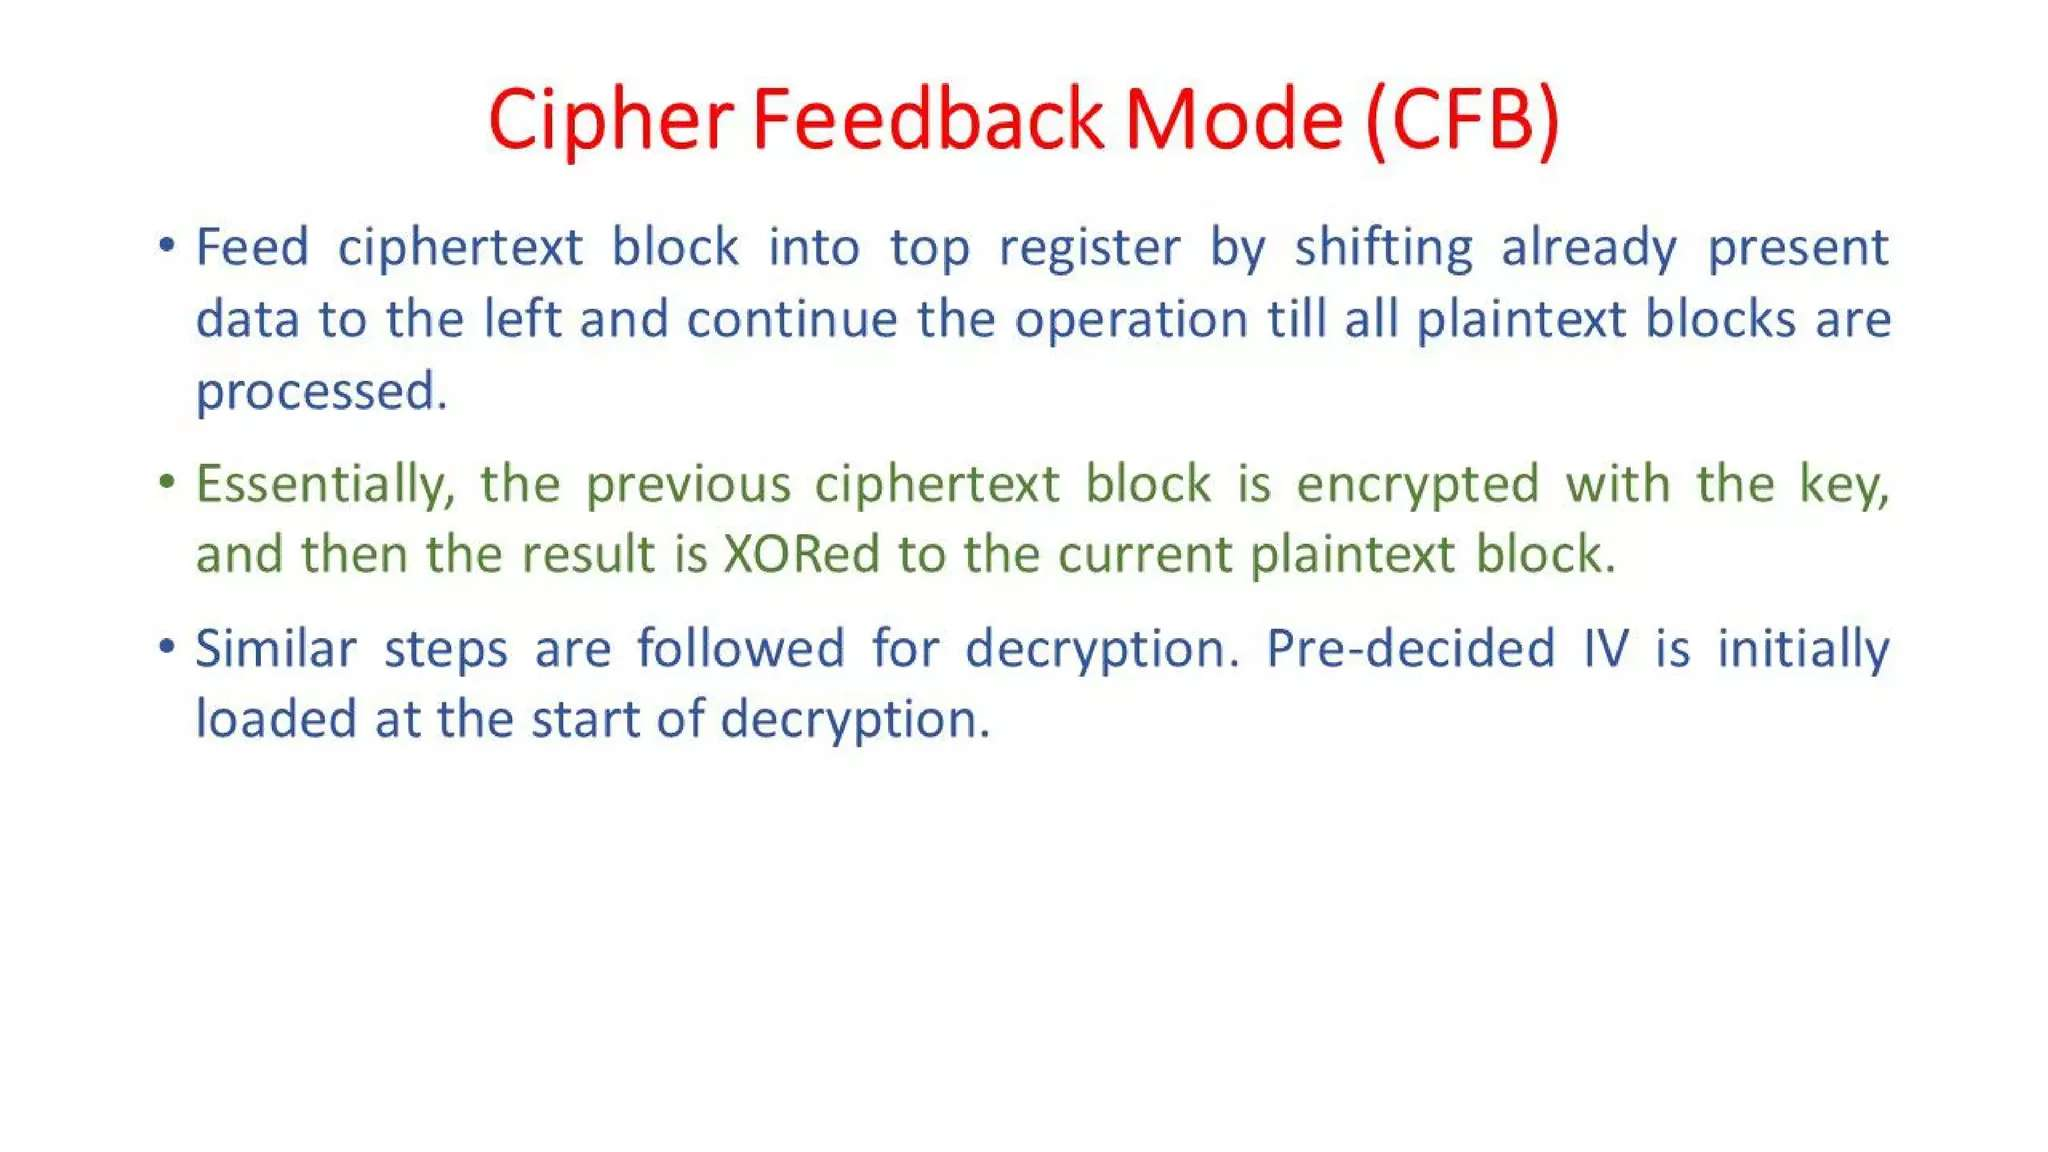 Cipher Feedback Mode (CFB)
• Feed ciphertext block into top register by shifting already present
data to the left and continue the operation till all plaintext blocks are
processed.
• Essentially, the previous ciphertext block is encrypted with the key,
and then the result is XORed to the current plaintext block.
• Similar steps are followed for decryption. Pre-decided IV is initially
loaded at the start of decryption.